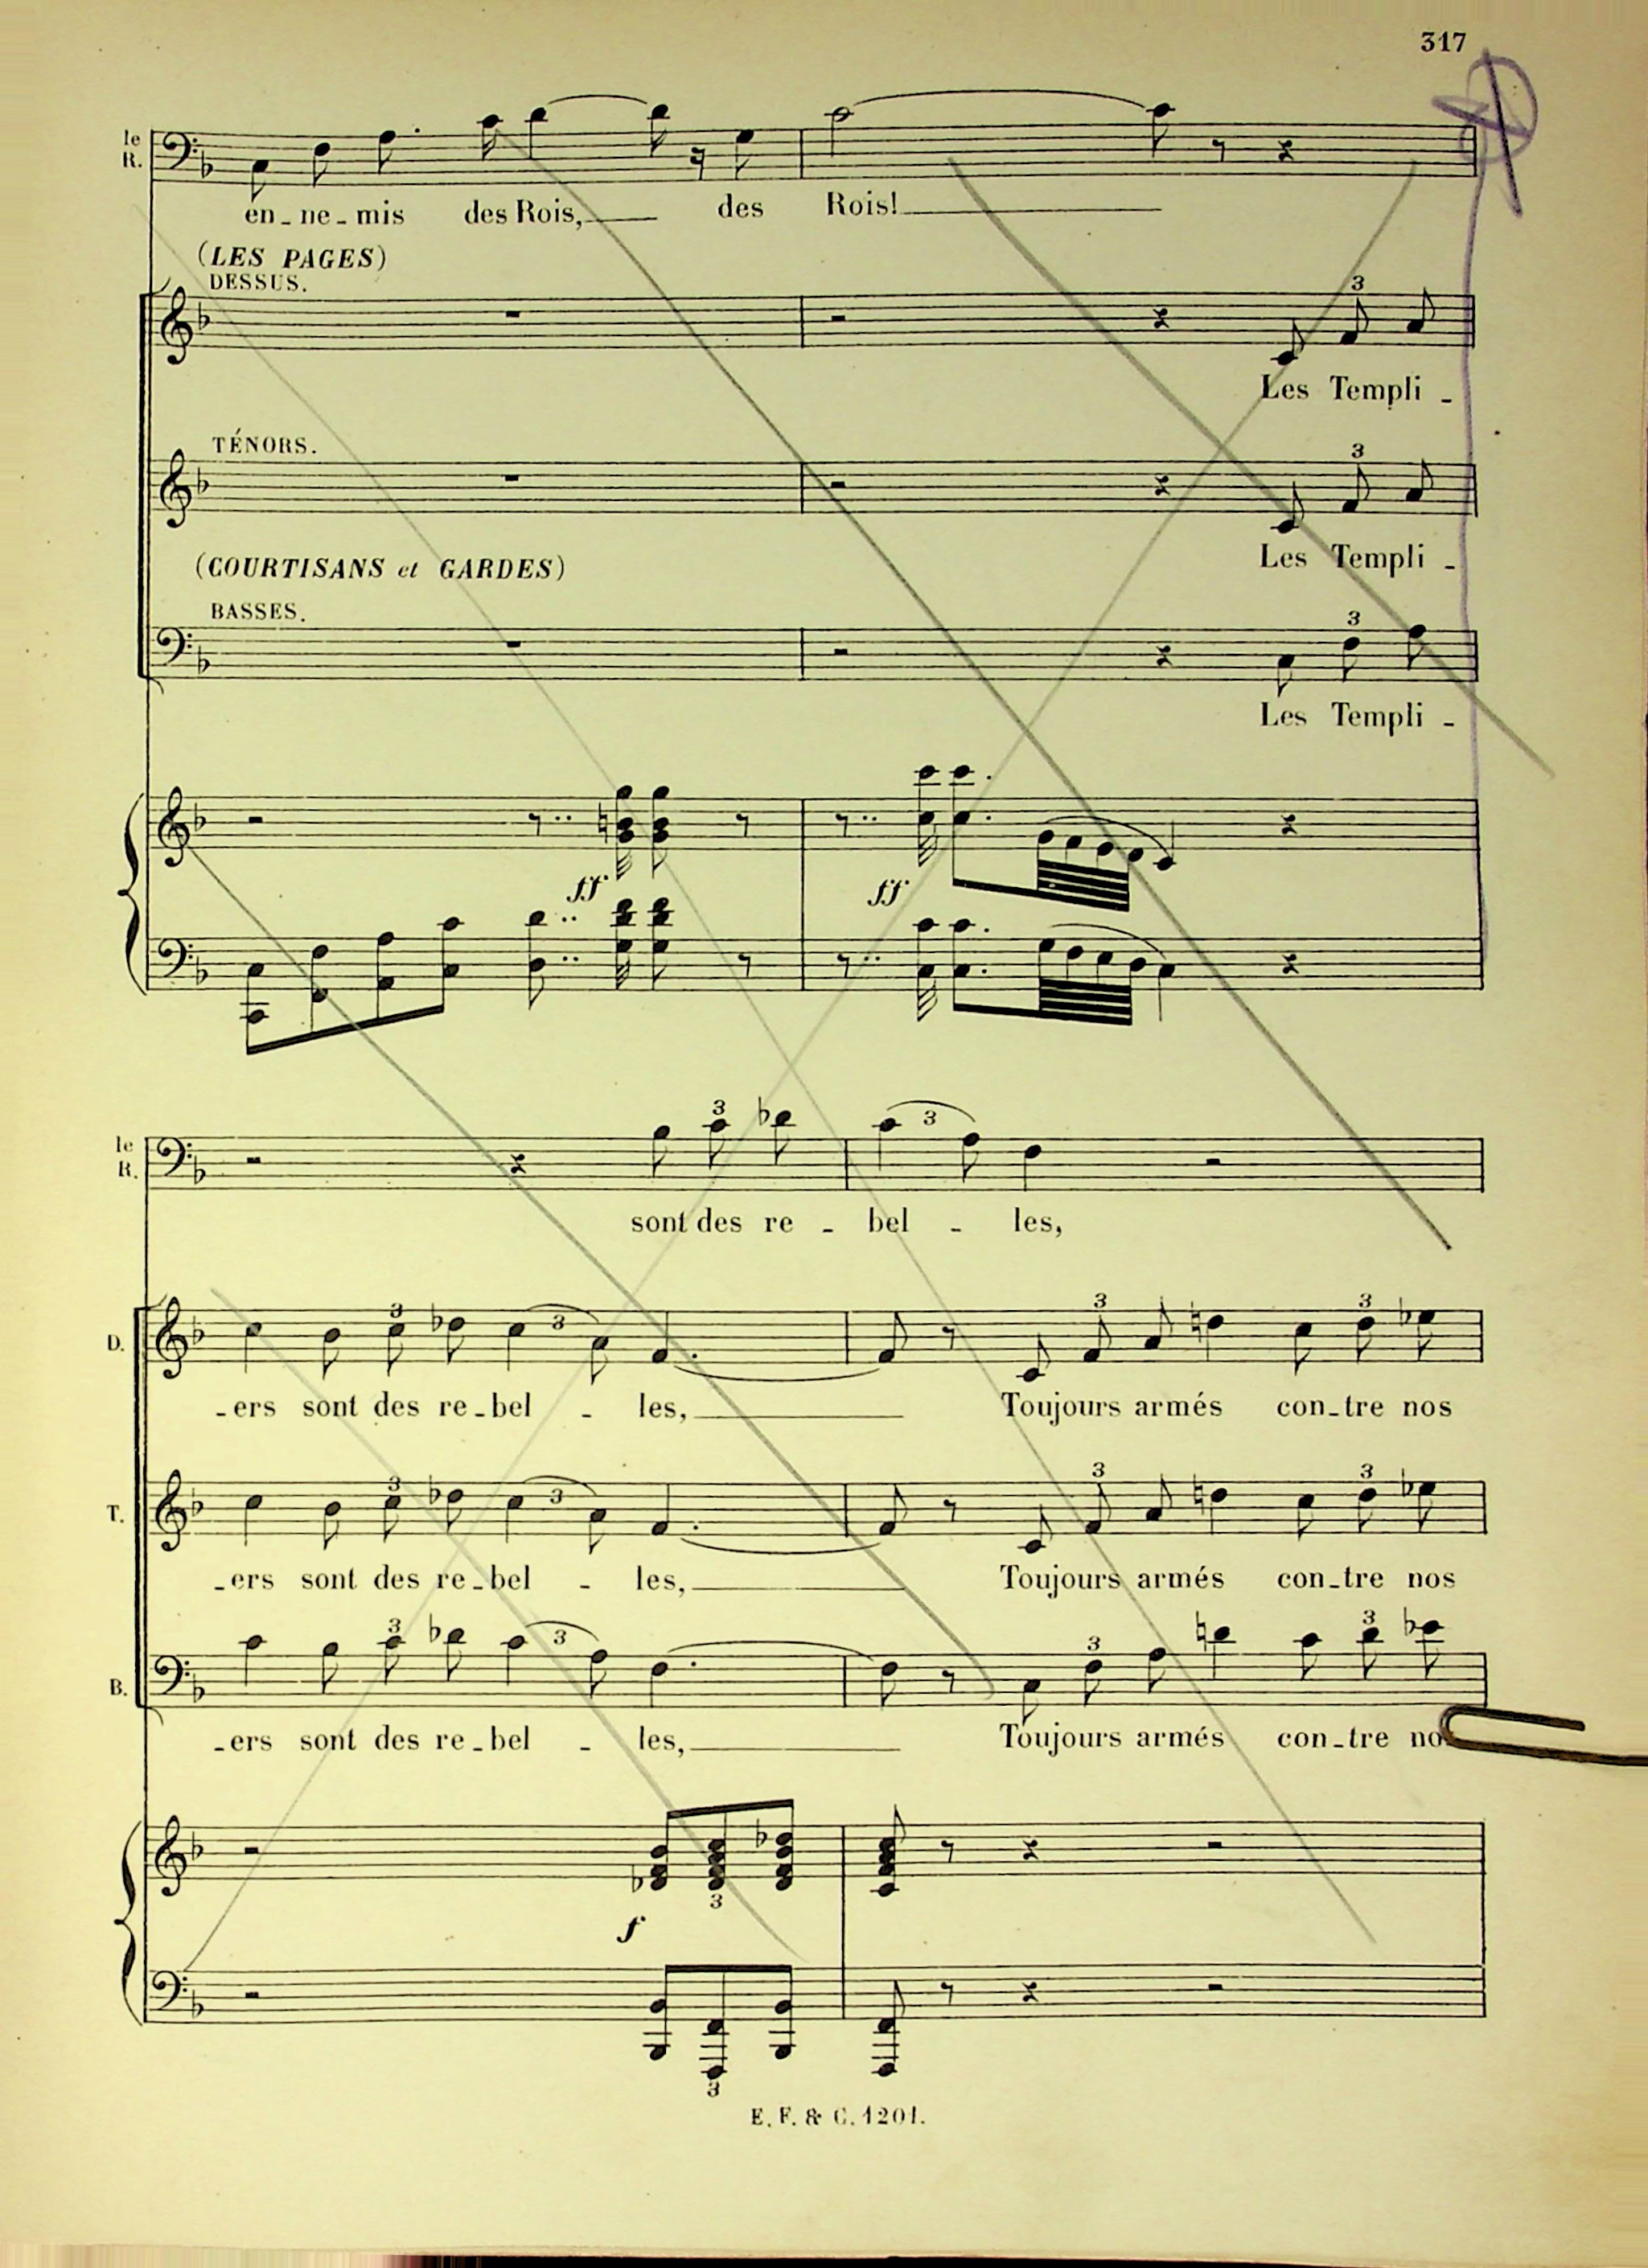 317
le
R.
en_ne_mis des Rois, des Rois!
(LES PAGES)
DESSUS.
3
Les Templi_
TÉNORS.
3
Les Templi_
(COURTISANS et GARDES)
BASSES.
3
Les Templi_
ff ff
le
R.
3 3
sont des re_bel_les,
D.
3 3 3 3
_ers sont des re_bel_les, Toujours armés con_tre nos
T.
3 3 3 3
_ers sont des re_bel_les, Toujours armés con_tre nos
B.
3 3 3 3
_ers sont des re_bel_les, Toujours armés con_tre
3
f
3
E. F. & C. 1201.